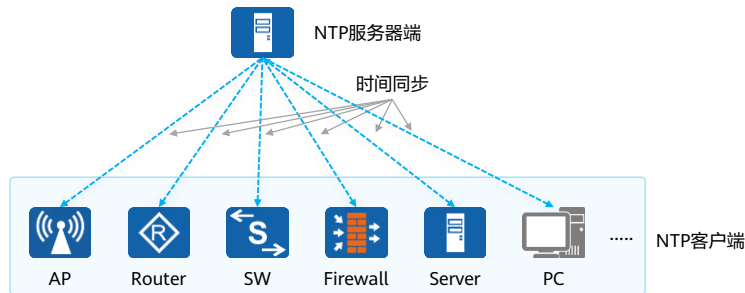 NTP服务器端
时间同步
R
S
.....
NTP客户端
AP
Router
SW
Firewall
Server
PC